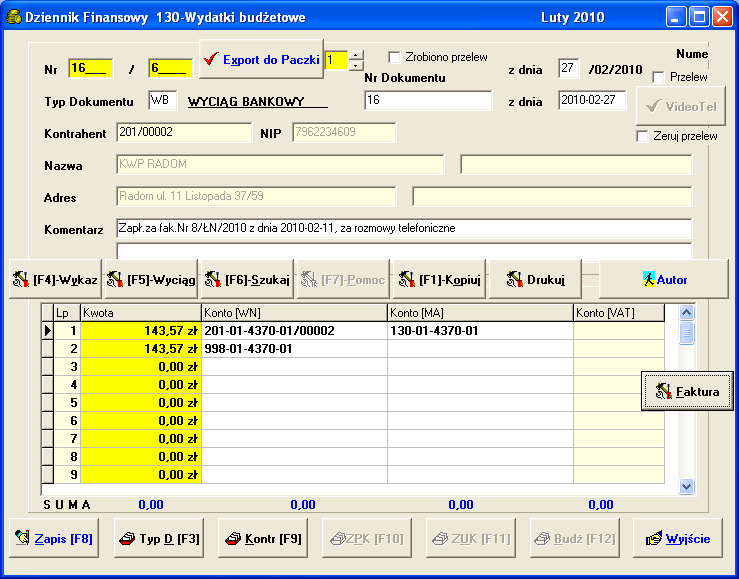 Dziennik Finansowy 130-Wydatki budżetowe Luty 2010
Nr 16___ / 6___ Export do Paczki 1 Zrobiono przelew z dnia 27 /02/2010 Nume
Przelew
Nr Dokumentu
Typ Dokumentu WB WYCIĄG BANKOWY 16 z dnia 2010-02-27 VideoTel
Kontrahent 201/00002 NIP 7962234609 Zeruj przelew
Nazwa KWP RADOM
Adres Radom ul. 11 Listopada 37/59
Komentarz Zapł.za fak.Nr 8/ŁN/2010 z dnia 2010-02-11, za rozmowy telefoniczne
[F4]-Wykaz [F5]-Wyciąg [F6]-Szukaj [F7]-Pomoc [F1]-Kopiuj Drukuj Autor
Lp Kwota Konto [WN] Konto [MA] Konto [VAT]
1 143,57 zł 201-01-4370-01/00002 130-01-4370-01
2 143,57 zł 998-01-4370-01
3 0,00 zł
4 0,00 zł
Faktura
5 0,00 zł
6 0,00 zł
7 0,00 zł
8 0,00 zł
9 0,00 zł
S U M A 0,00 0,00 0,00 0,00
Zapis [F8] Typ D [F3] Kontr [F9] ZPK [F10] ZUK [F11] Budż [F12] Wyjście